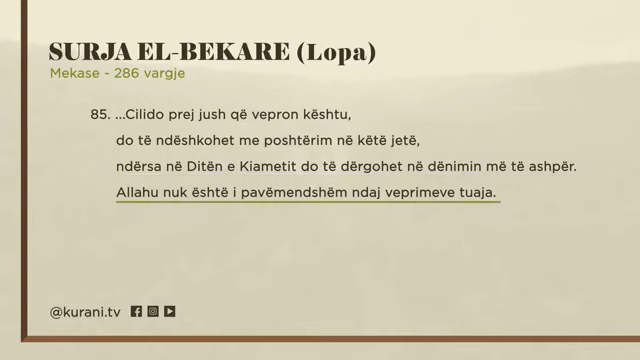 SURJA EL-BEKARE (Lopa)
Mekase - 286 vargje
85. ...Cilido prej jush që vepron kështu,
do të ndëshkohet me poshtërim në këtë jetë,
ndërsa në Ditën e Kiametit do të dërgohet në dënimin më të ashpër.
Allahu nuk është i pavëmendshëm ndaj veprimeve tuaja.
@kurani.tv